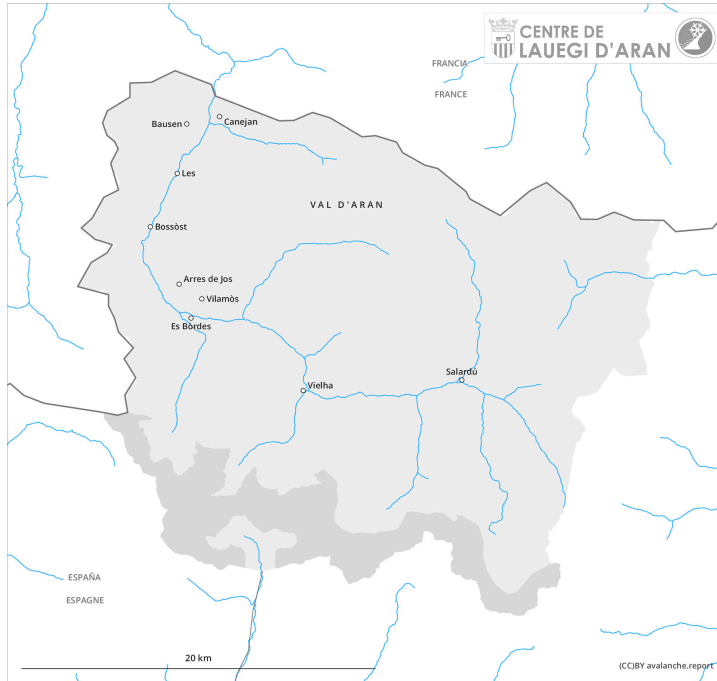 CENTRE DE
LAUEGI D'ARAN
FRANCIA
FRANCE
Canejan
Bausen
Les
VAL D'ARAN
Bossòst
Arres de Jos
Vilamòs
Es Bòrdes
Salardú
Vielha
ESPAÑA
ESPAGNE
20 km
(CC)BY avalanche.report